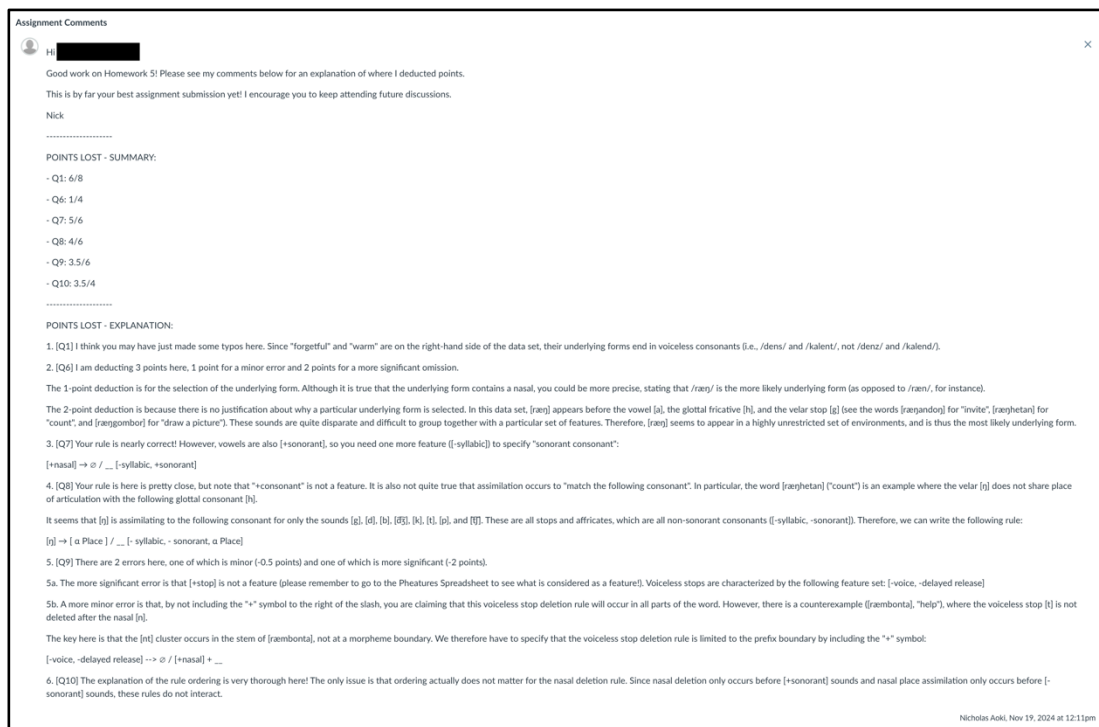 Assignment Comments
Hi
Good work on Homework 5! Please see my comments below for an explanation of where I deducted points.
This is by far your best assignment submission yet! I encourage you to keep attending future discussions.
Nick
--------------------
POINTS LOST - SUMMARY:
- Q1: 6/8
- Q6: 1/4
- Q7: 5/6
- Q8: 4/6
- Q9: 3.5/6
- Q10: 3.5/4
--------------------
POINTS LOST - EXPLANATION:
1. [Q1] I think you may have just made some typos here. Since "forgetful" and "warm" are on the right-hand side of the data set, their underlying forms end in voiceless consonants (i.e., /dens/ and /kalent/, not /denz/ and /kalend/).
2. [Q6] I am deducting 3 points here, 1 point for a minor error and 2 points for a more significant omission.
The 1-point deduction is for the selection of the underlying form. Although it is true that the underlying form contains a nasal, you could be more precise, stating that /ræŋ/ is the more likely underlying form (as opposed to /ræn/, for instance).
The 2-point deduction is because there is no justification about why a particular underlying form is selected. In this data set, [ræŋ] appears before the vowel [a], the glottal fricative [h], and the velar stop [g] (see the words [ræŋandoŋ] for "invite", [ræŋhetan] for
"count", and [ræŋgombor] for "draw a picture"). These sounds are quite disparate and difficult to group together with a particular set of features. Therefore, [ræŋ] seems to appear in a highly unrestricted set of environments, and is thus the most likely underlying form.
3. [Q7] Your rule is nearly correct! However, vowels are also [+sonorant], so you need one more feature ([-syllabic]) to specify "sonorant consonant":
[+nasal] → ∅ / __ [-syllabic, +sonorant]
4. [Q8] Your rule is here is pretty close, but note that "+consonant" is not a feature. It is also not quite true that assimilation occurs to "match the following consonant". In particular, the word [ræŋhetan] ("count") is an example where the velar [ŋ] does not share place
of articulation with the following glottal consonant [h].
It seems that [ŋ] is assimilating to the following consonant for only the sounds [g], [d], [b], [d͡ʒ], [k], [t], [p], and [t͡ʃ]. These are all stops and affricates, which are all non-sonorant consonants ([-syllabic, -sonorant]). Therefore, we can write the following rule:
[ŋ] → [ α Place ] / __ [- syllabic, - sonorant, α Place]
5. [Q9] There are 2 errors here, one of which is minor (-0.5 points) and one of which is more significant (-2 points).
5a. The more significant error is that [+stop] is not a feature (please remember to go to the Pheatures Spreadsheet to see what is considered as a feature!). Voiceless stops are characterized by the following feature set: [-voice, -delayed release]
5b. A more minor error is that, by not including the "+" symbol to the right of the slash, you are claiming that this voiceless stop deletion rule will occur in all parts of the word. However, there is a counterexample ([ræmbonta], "help"), where the voiceless stop [t] is not
deleted after the nasal [n].
The key here is that the [nt] cluster occurs in the stem of [ræmbonta], not at a morpheme boundary. We therefore have to specify that the voiceless stop deletion rule is limited to the prefix boundary by including the "+" symbol:
[-voice, -delayed release] --> ∅ / [+nasal] + __
6. [Q10] The explanation of the rule ordering is very thorough here! The only issue is that ordering actually does not matter for the nasal deletion rule. Since nasal deletion only occurs before [+sonorant] sounds and nasal place assimilation only occurs before [-
sonorant] sounds, these rules do not interact.
Nicholas Aoki, Nov 19, 2024 at 12:11pm